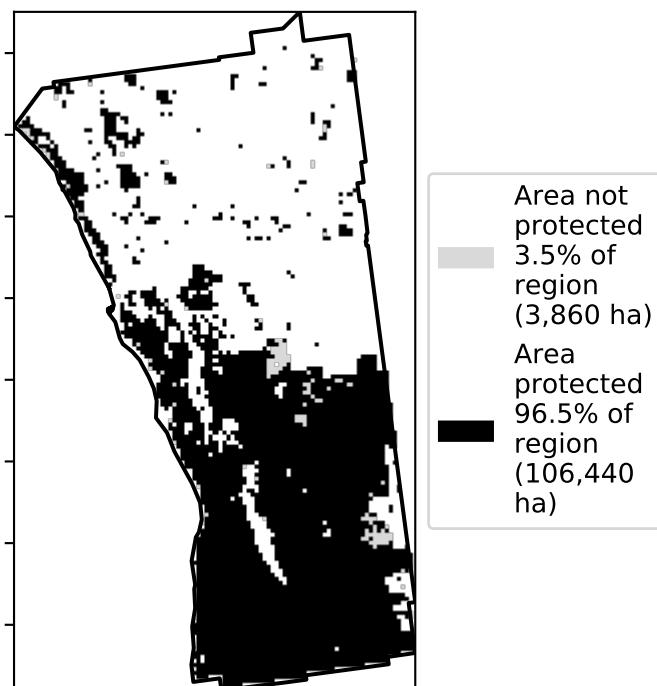 Area not
protected
3.5% of
region
(3,860 ha)
Area
protected
96.5% of
region
(106,440
ha)